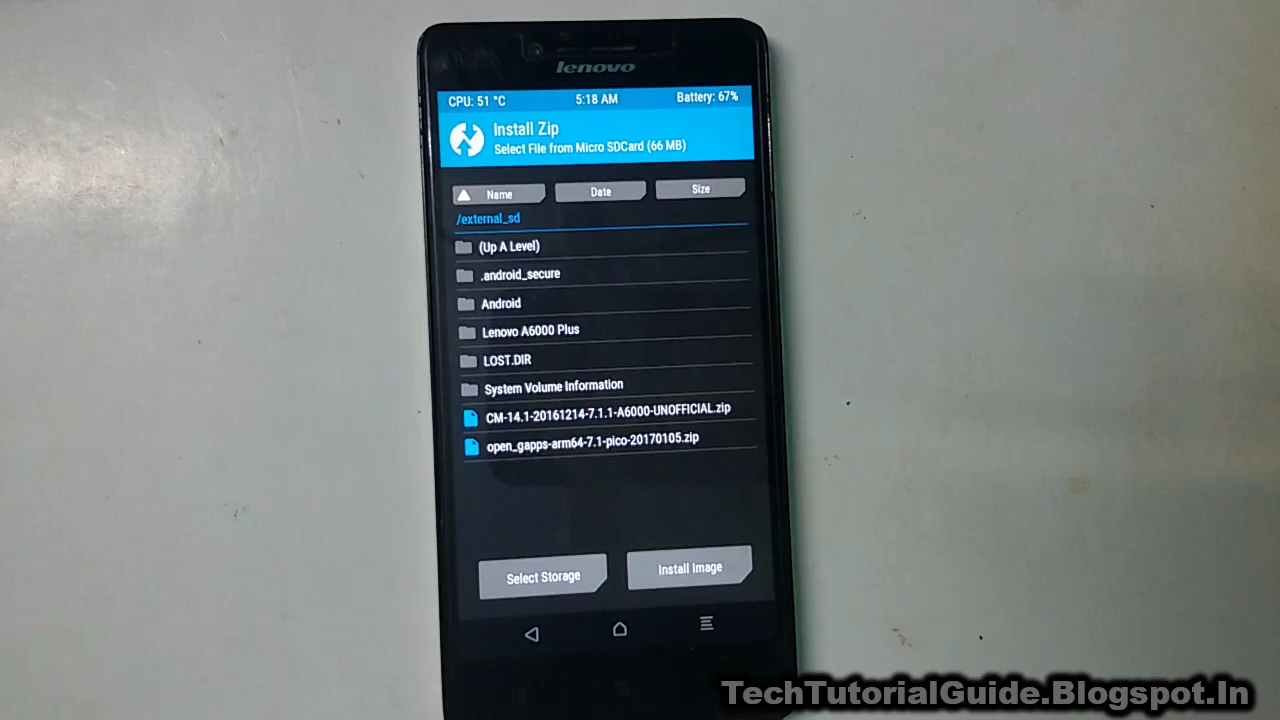 lenovo
CPU: 51 °C 5:18 AM Battery: 67%
Install Zip
Select File from Micro SDCard (66 MB)
Name Date Size
/external_sd
(Up A Level)
.android_secure
Android
Lenovo A6000 Plus
LOST.DIR
System Volume Information
CM-14.1-20161214-7.1.1-A6000-UNOFFICIAL.zip
open_gapps-arm64-7.1-pico-20170105.zip
Select Storage Install Image
TechTutorialGuide.Blogspot.In